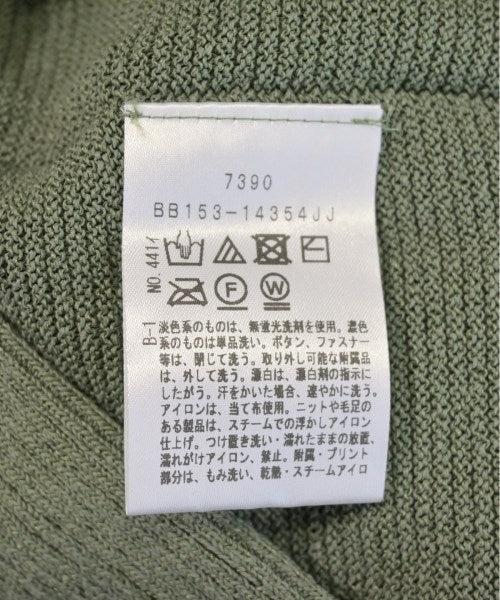 7390
BB153-14354JJ
NO.441イ
F
W
B-1
淡色系のものは、無蛍光洗剤を使用。濃色
系のものは単品洗い。ボタン、ファスナー
等は、閉じて洗う。取り外し可能な附属品
は、外して洗う。漂白は、漂白剤の指示に
したがう。汗をかいた場合、速やかに洗う。
アイロンは、当て布使用。ニットや毛足の
ある製品は、スチームでの浮かしアイロン
仕上げ。つけ置き洗い・濡れたままの放置、
濡れがけアイロン、禁止。附属・プリント
部分は、もみ洗い、乾熱・スチームアイロ